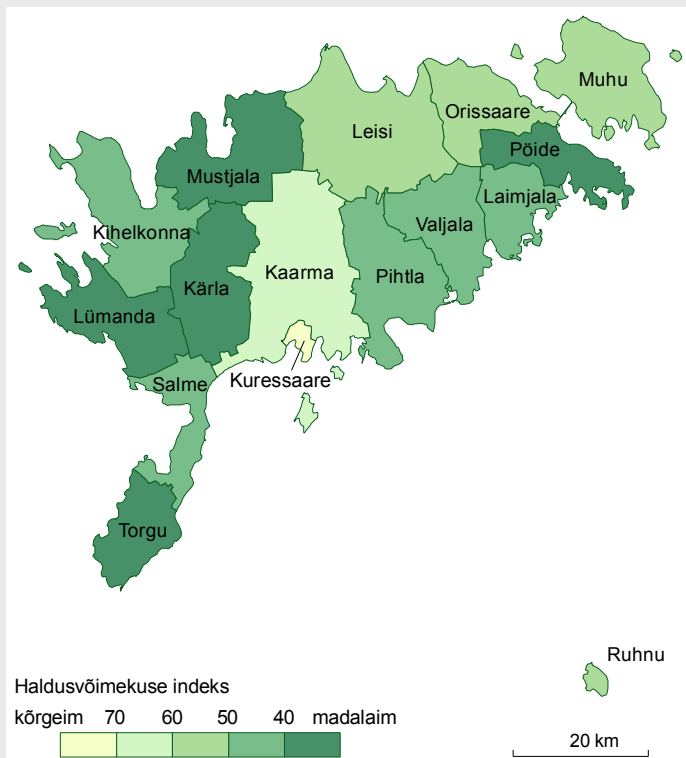 Muhu
Leisi
Orissaare
Pöide
Mustjala
Laimjala
Valjala
Kihelkonna
Kaarma
Pihtla
Kärla
Lümanda
Salme
Kuressaare
Torgu
Ruhnu
Haldusvõimekuse indeks
kõrgeim 70 60 50 40 madalaim
20 km